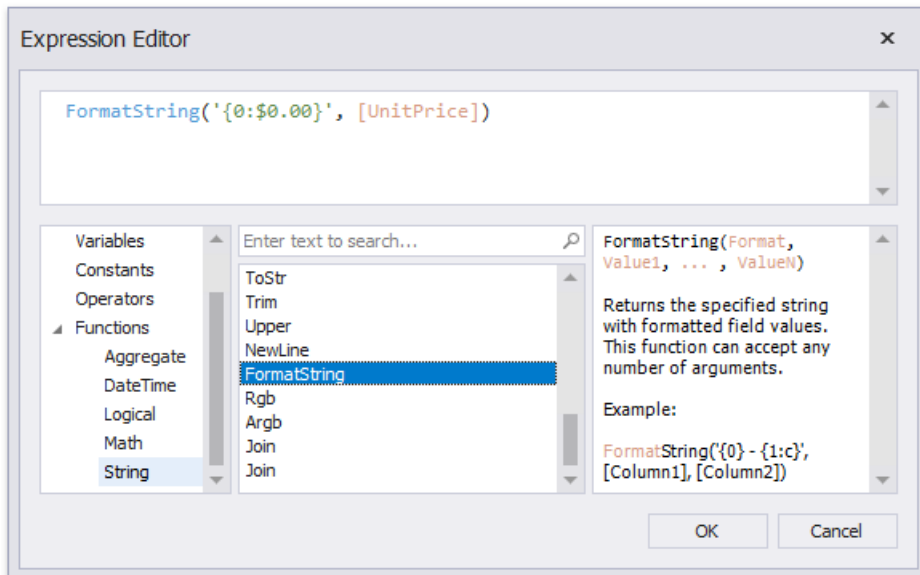 Expression Editor
FormatString('{0:$0.00}', [UnitPrice])
Variables
Constants
Operators
Functions
Aggregate
DateTime
Logical
Math
String
Enter text to search...
ToStr
Trim
Upper
NewLine
FormatString
Rgb
Argb
Join
Join
FormatString(Format,
Value1, ... , ValueN)
Returns the specified string
with formatted field values.
This function can accept any
number of arguments.
Example:
FormatString('{0} - {1:c}',
[Column1], [Column2])
OK
Cancel